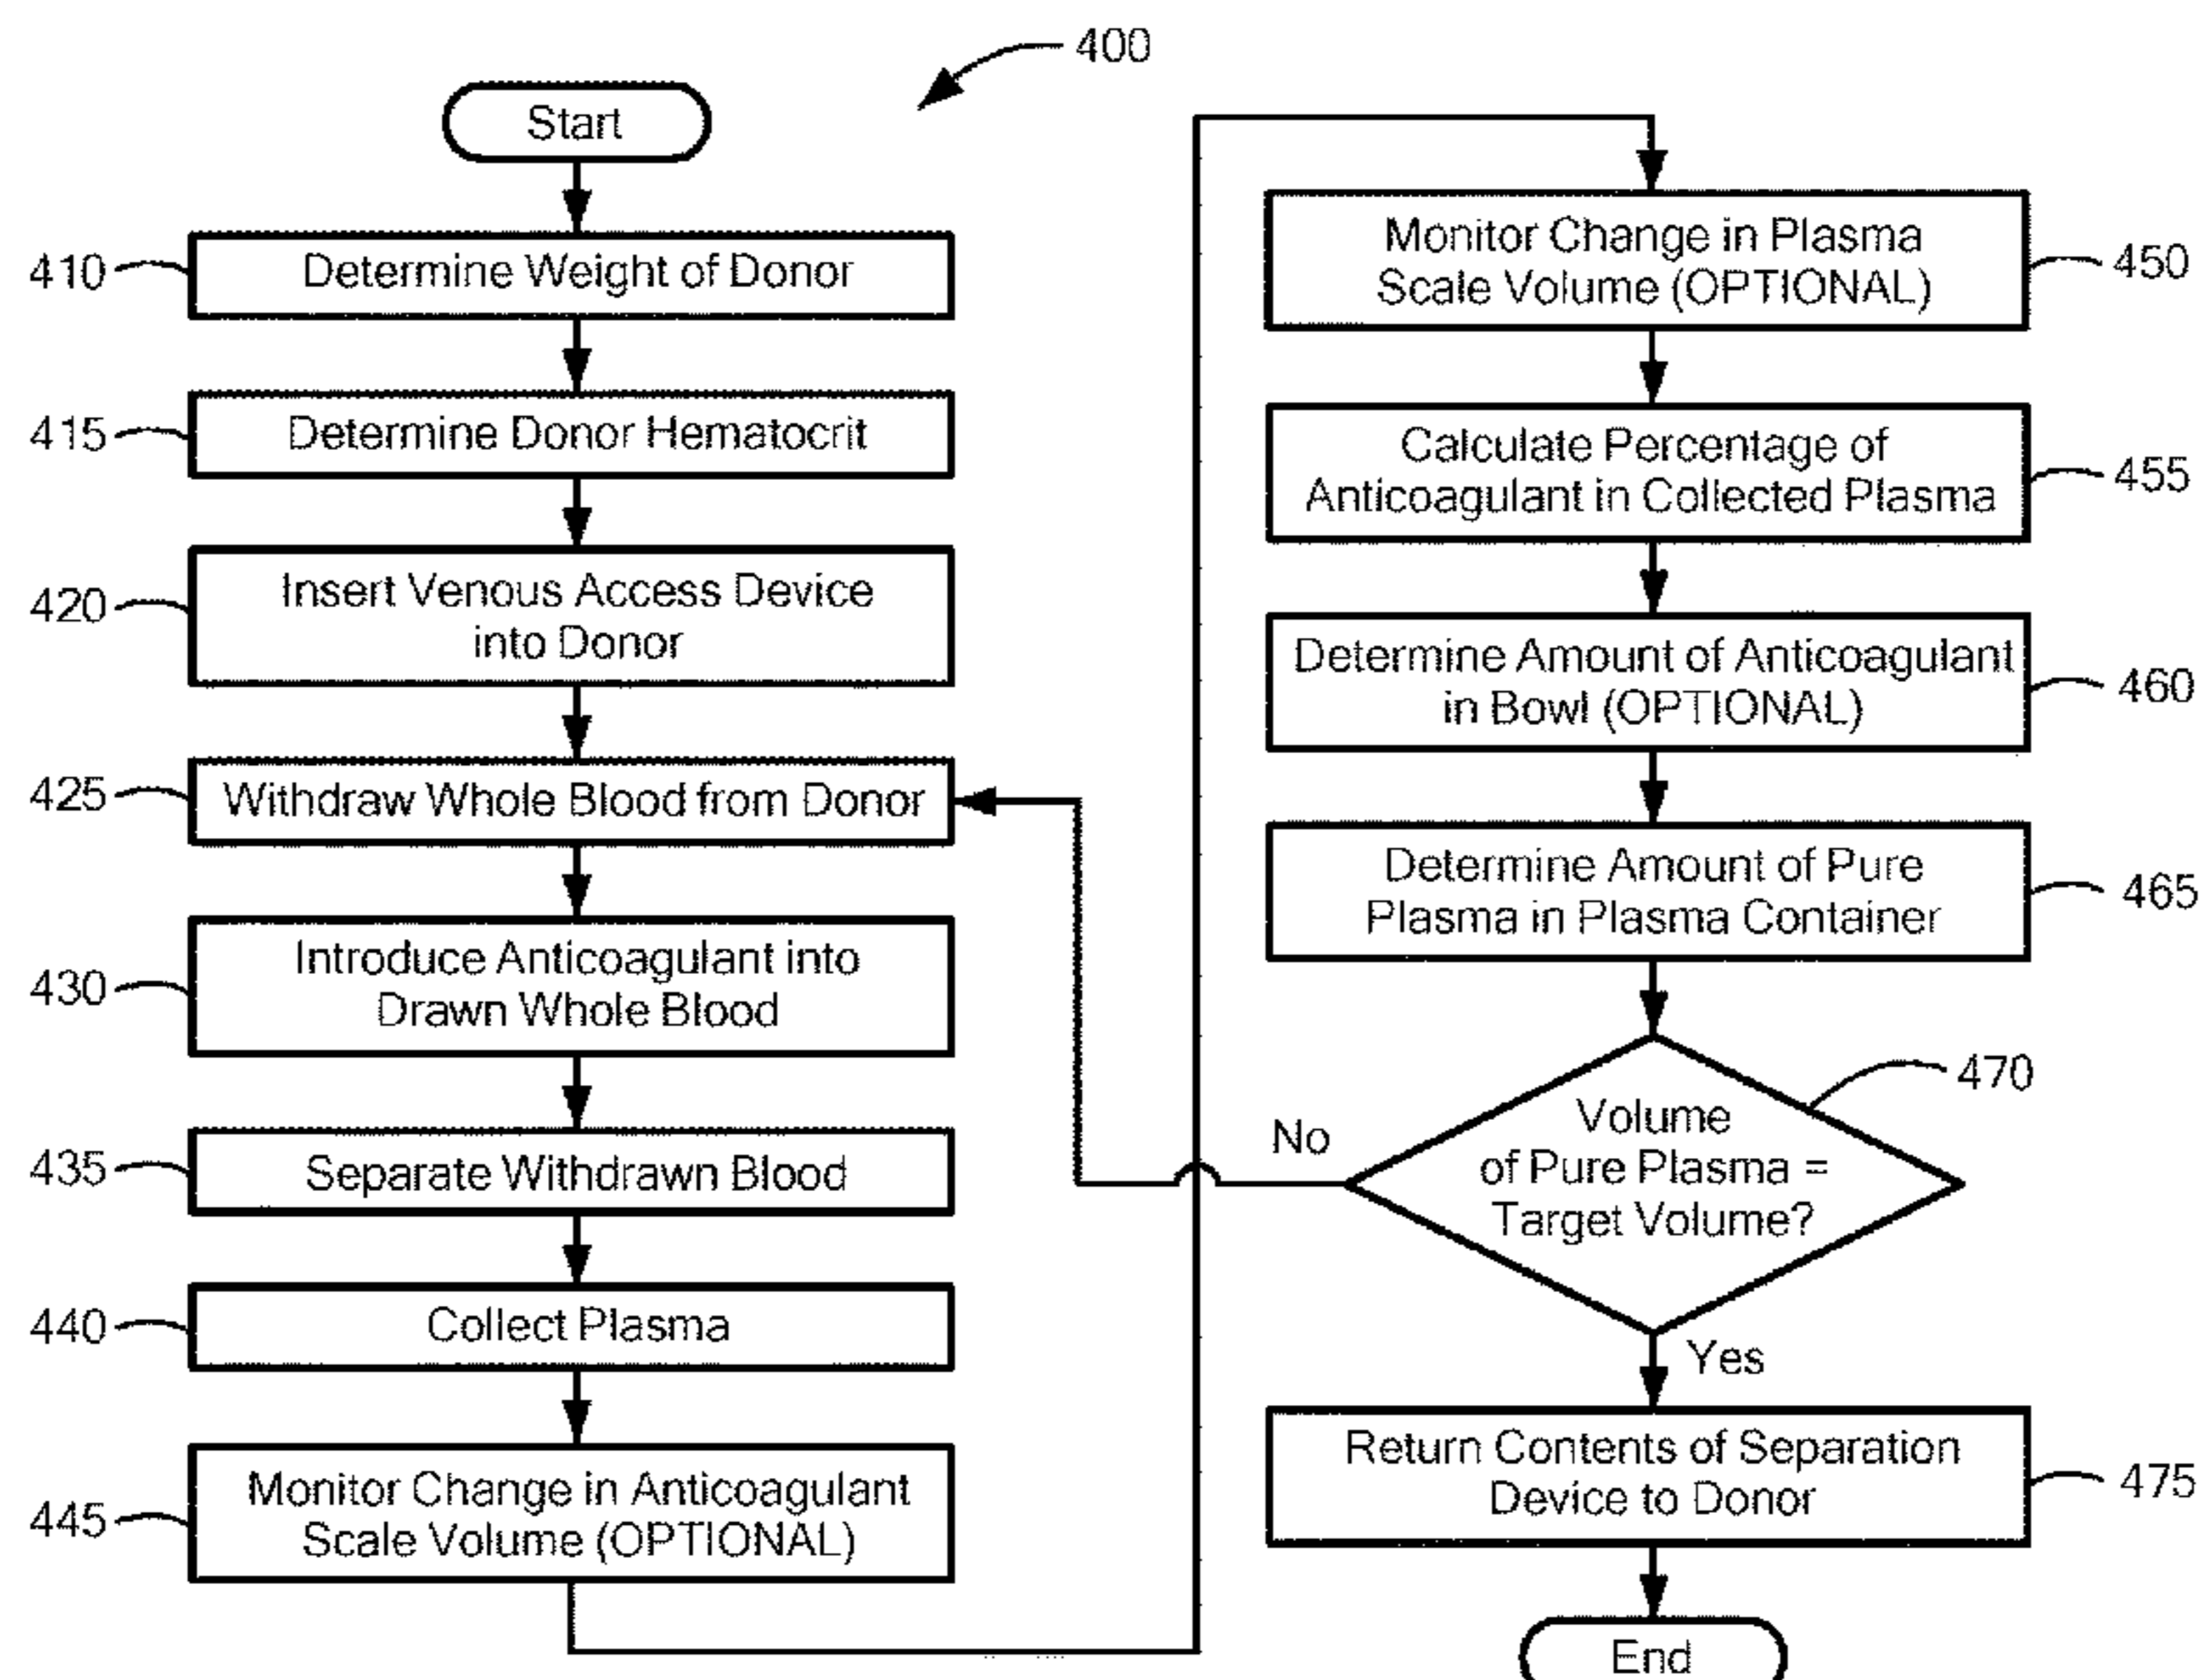 400
Start
410
Determine Weight of Donor
415
Determine Donor Hematocrit
420
Insert Venous Access Device
into Donor
425
Withdraw Whole Blood from Donor
430
Introduce Anticoagulant into
Drawn Whole Blood
435
Separate Withdrawn Blood
440
Collect Plasma
445
Monitor Change in Anticoagulant
Scale Volume (OPTIONAL)
Monitor Change in Plasma
Scale Volume (OPTIONAL)
450
Calculate Percentage of
Anticoagulant in Collected Plasma
455
Determine Amount of Anticoagulant
in Bowl (OPTIONAL)
460
Determine Amount of Pure
Plasma in Plasma Container
465
470
Volume
of Pure Plasma =
Target Volume?
No
Yes
Return Contents of Separation
Device to Donor
475
End